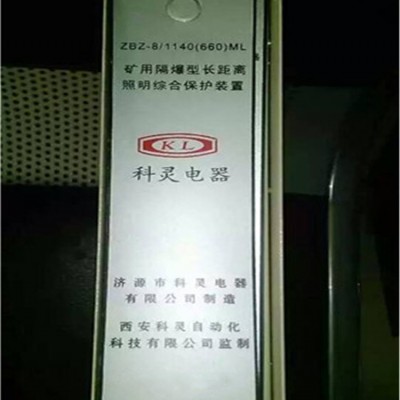 ZBZ-8/1140(660)ML
矿用隔爆型长距离
照明综合保护装置
KL
科灵电器
济源市科灵电器
有限公司制造
西安科灵自动化
科技有限公司监制